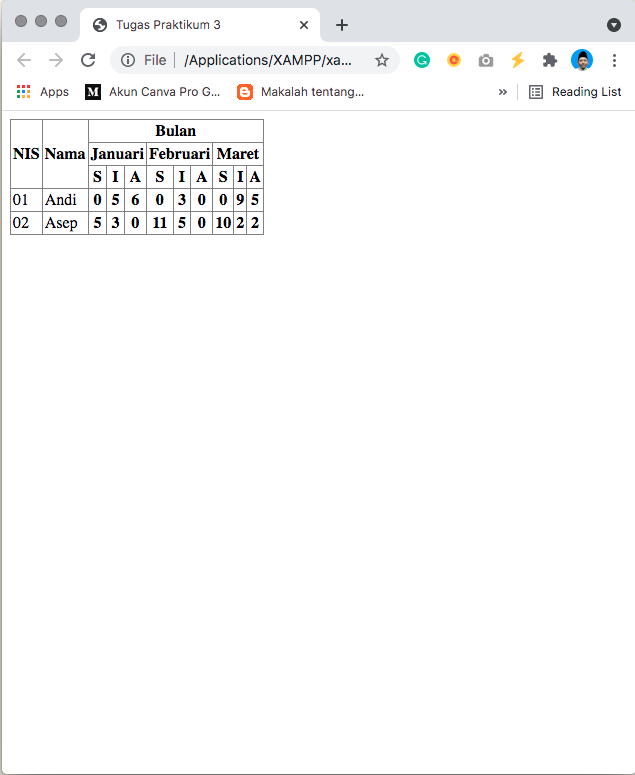 Tugas Praktikum 3
File /Applications/XAMPP/xa...
Apps M Akun Canva Pro G... Makalah tentang... » Reading List
Bulan
NIS Nama Januari Februari Maret
S I A S I A S I A
01 Andi 0 5 6 0 3 0 0 9 5
02 Asep 5 3 0 11 5 0 10 2 2